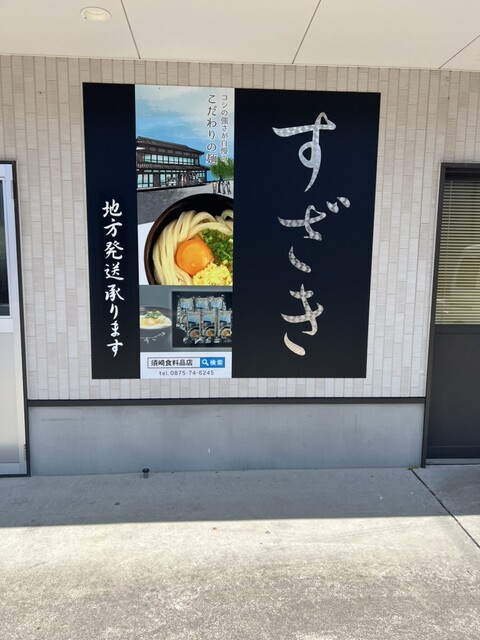 すざき
コシの強さが自慢
こだわりの麺
地方発送承ります
須崎食料品店 検索
tel.0875-74-6245